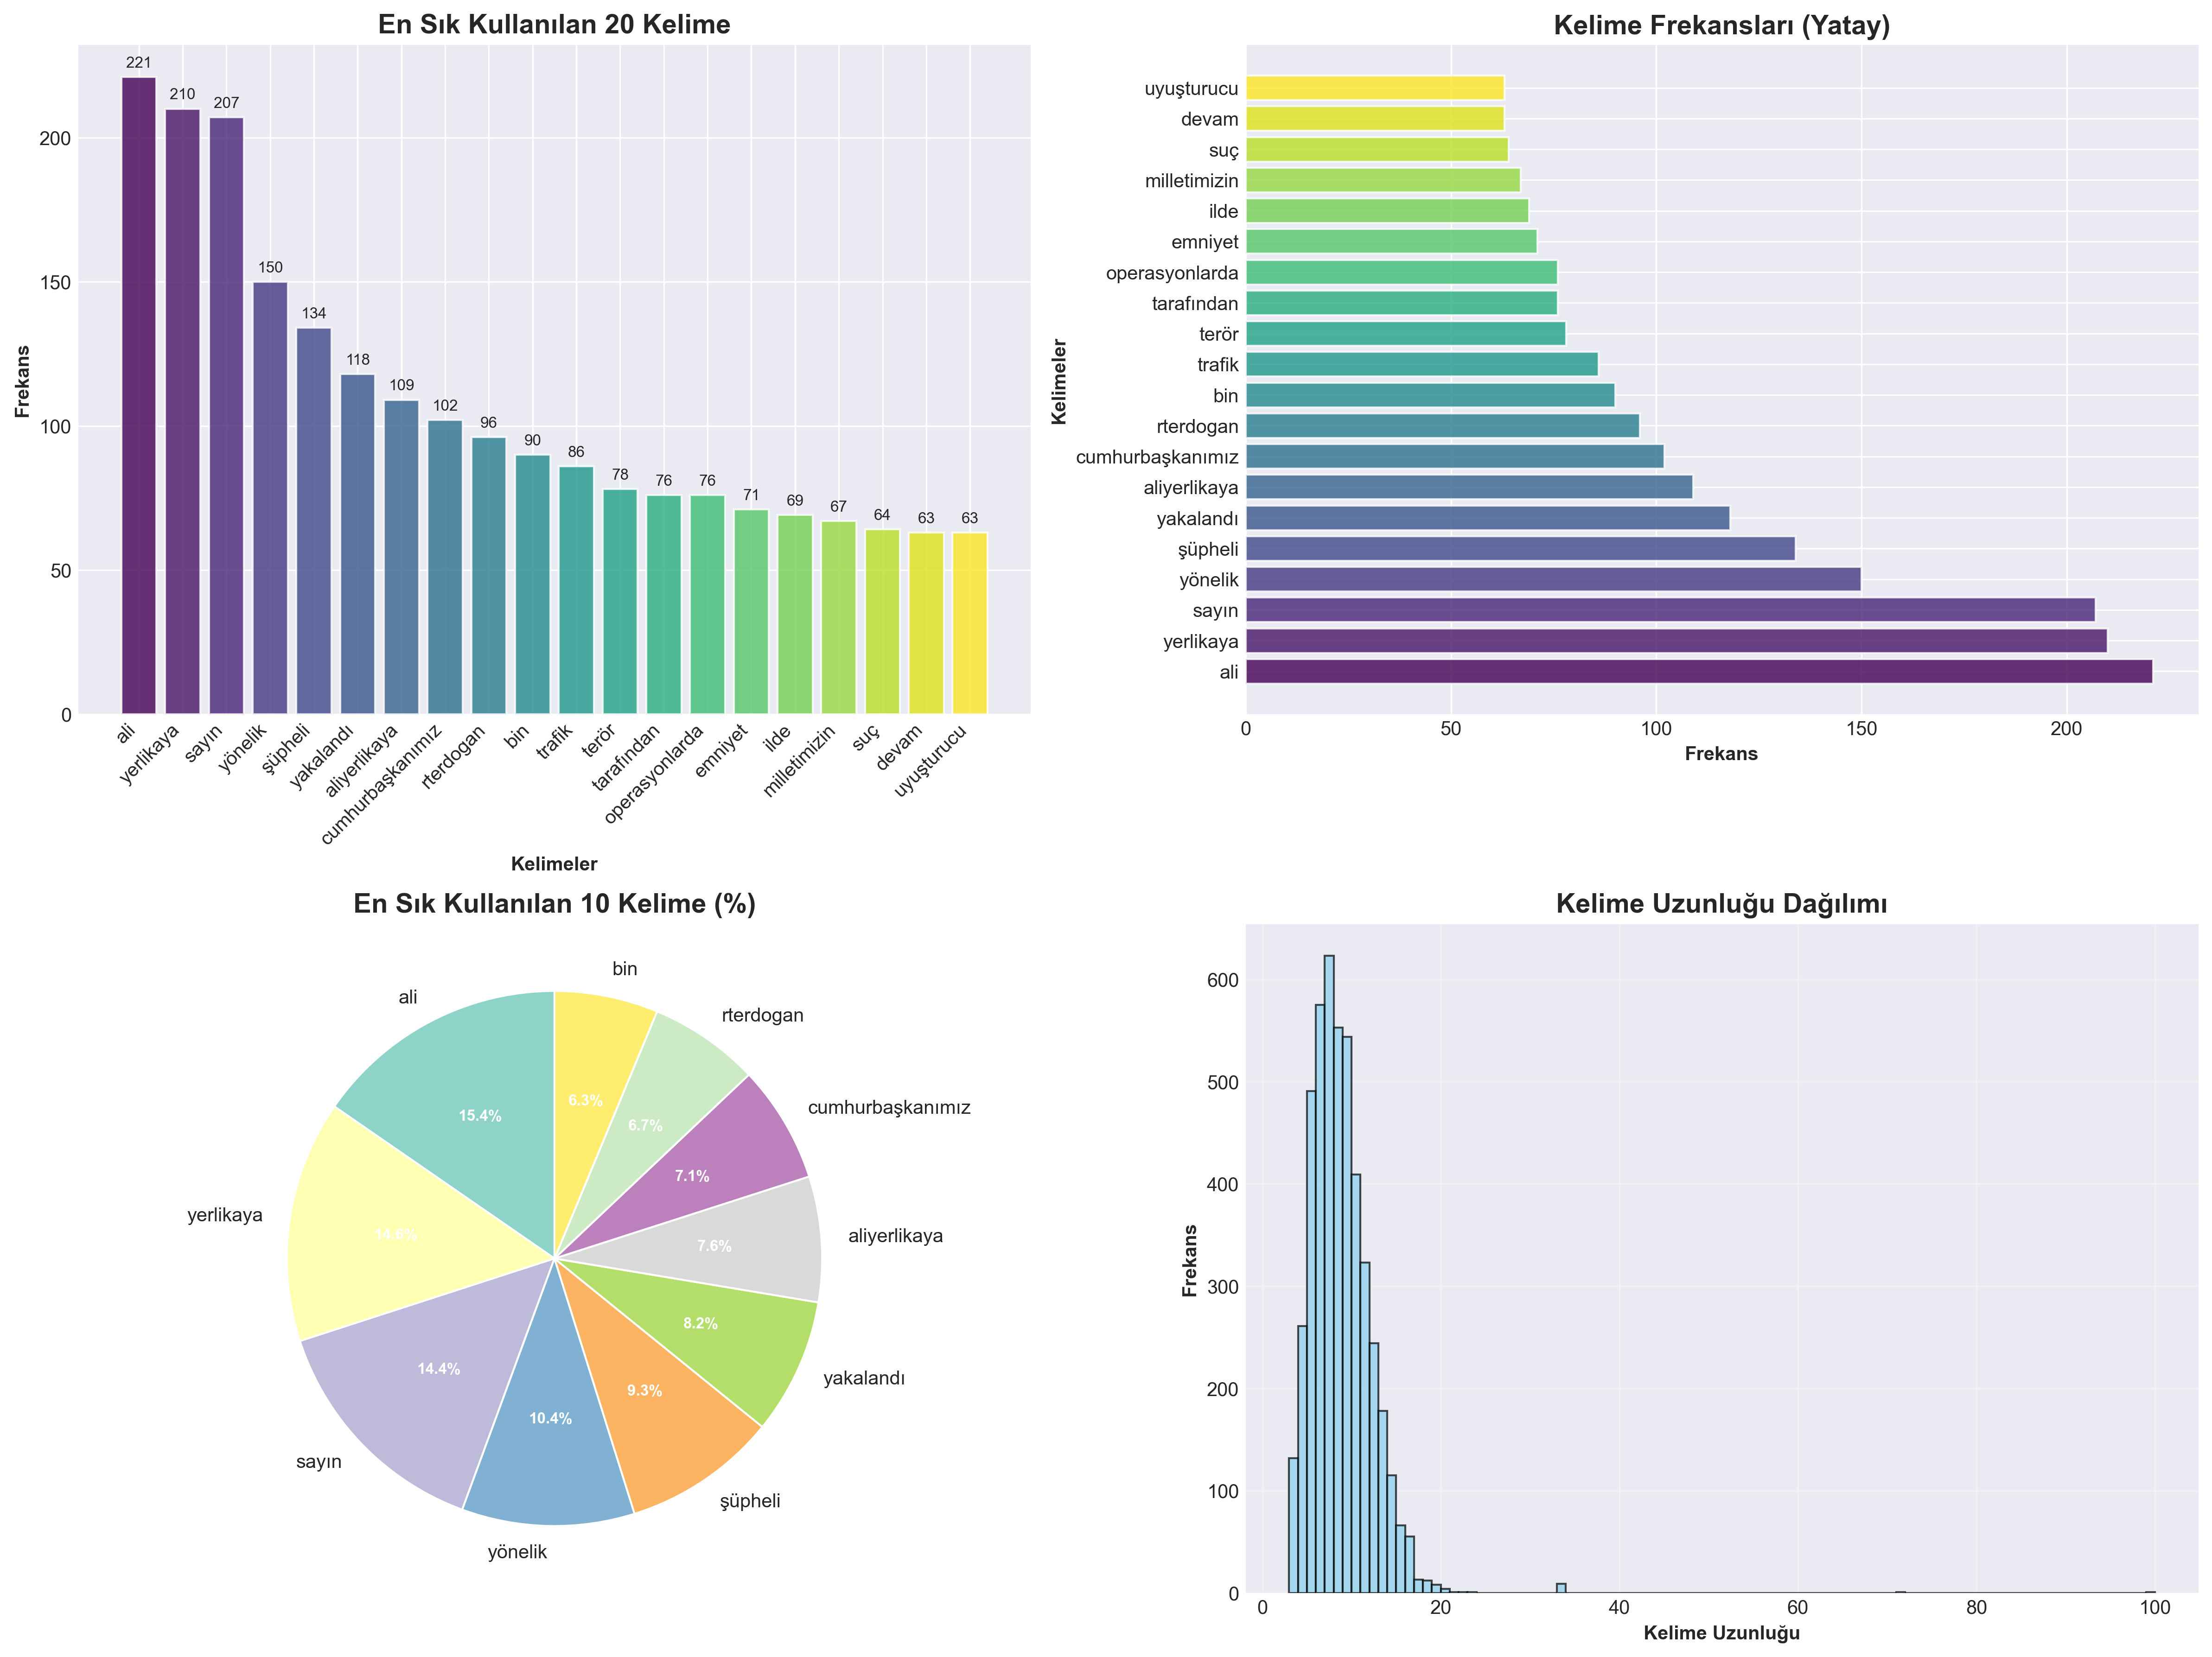 En Sık Kullanılan 20 Kelime
Frekans
200
150
100
50
0
221
210
207
150
134
118
109
102
96
90
86
78
76
76
71
69
67
64
63
63
ali
yerlikaya
sayın
yönelik
şüpheli
yakalandı
aliyerlikaya
cumhurbaşkanımız
rterdogan
bin
trafik
terör
tarafından
operasyonlarda
emniyet
ilde
milletimizin
suç
devam
uyuşturucu
Kelimeler
Kelime Frekansları (Yatay)
Kelimeler
uyuşturucu
devam
suç
milletimizin
ilde
emniyet
operasyonlarda
tarafından
terör
trafik
bin
rterdogan
cumhurbaşkanımız
aliyerlikaya
yakalandı
şüpheli
yönelik
sayın
yerlikaya
ali
0 50 100 150 200
Frekans
En Sık Kullanılan 10 Kelime (%)
ali
15.4%
yerlikaya
14.6%
sayın
14.4%
yönelik
10.4%
şüpheli
9.3%
yakalandı
8.2%
aliyerlikaya
7.6%
cumhurbaşkanımız
7.1%
rterdogan
6.7%
bin
6.3%
Kelime Uzunluğu Dağılımı
Frekans
600
500
400
300
200
100
0
0 20 40 60 80 100
Kelime Uzunluğu